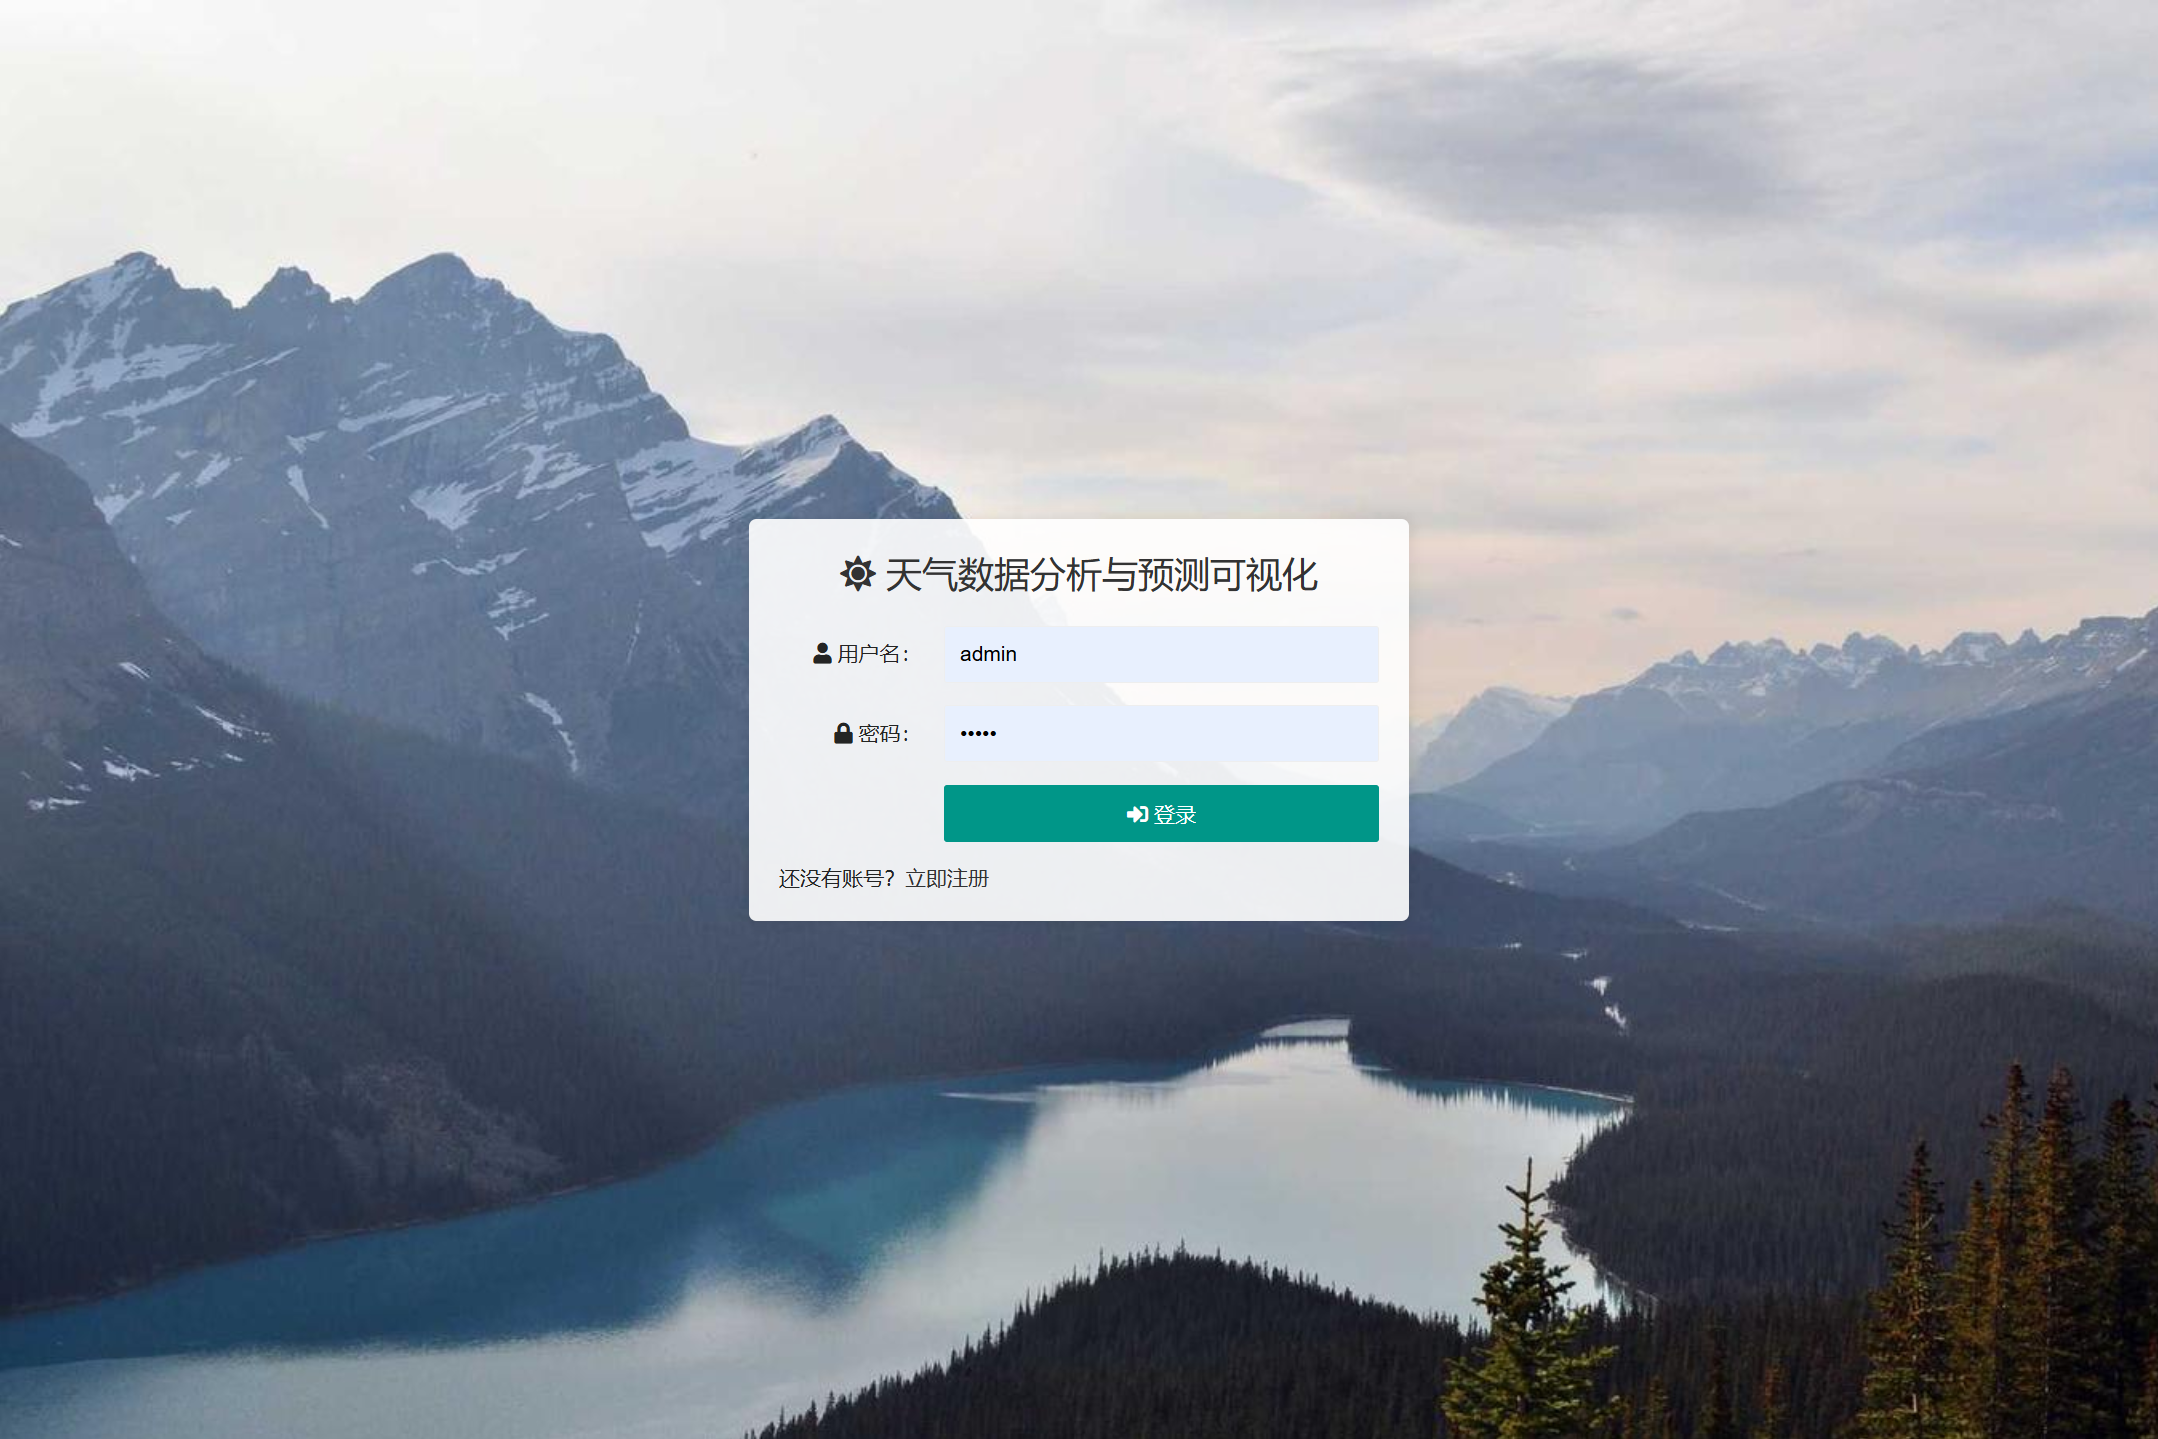 天气数据分析与预测可视化
用户名：
admin
密码：
•••••
登录
还没有账号？立即注册